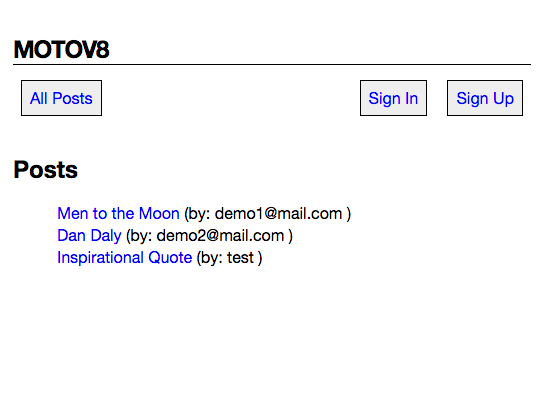 MOTOV8
All Posts Sign In Sign Up
Posts
Men to the Moon (by: demo1@mail.com )
Dan Daly (by: demo2@mail.com )
Inspirational Quote (by: test )